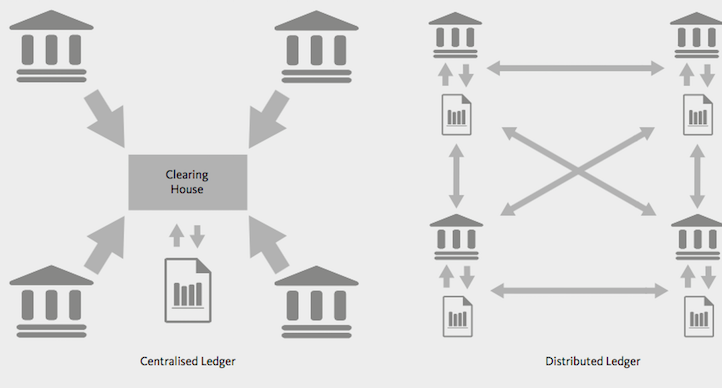 Clearing
House
Centralised Ledger
Distributed Ledger